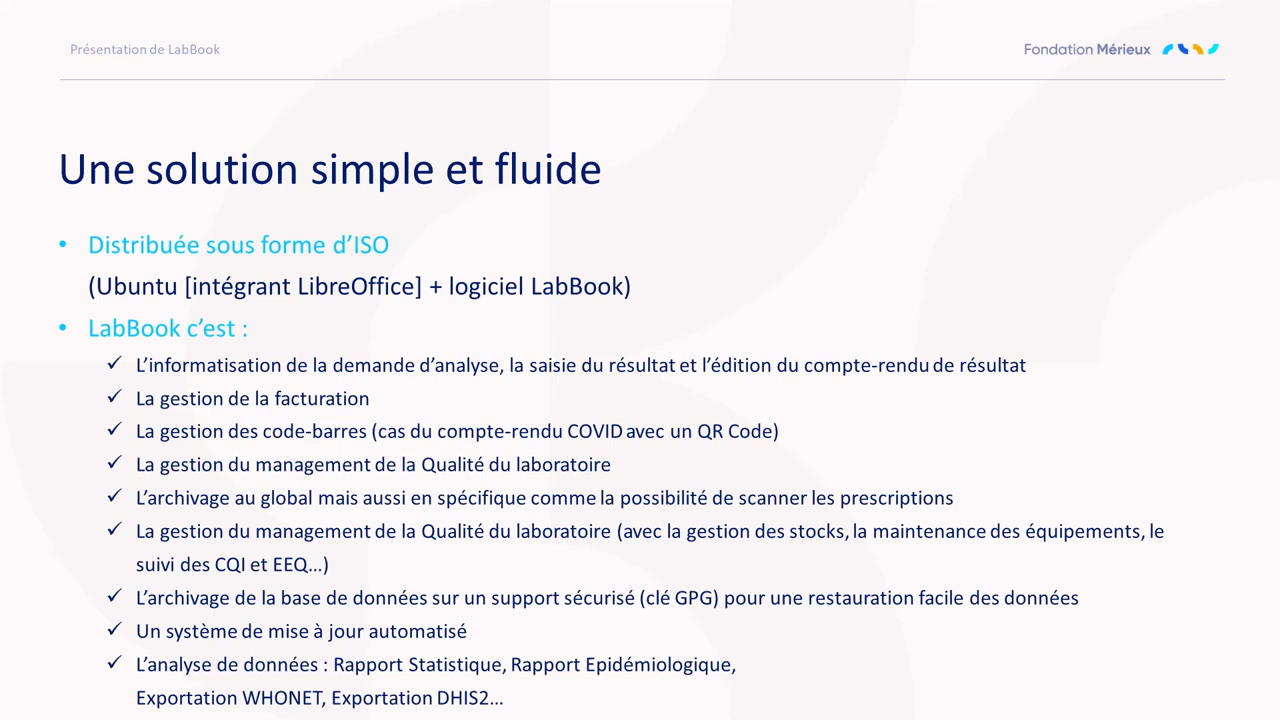 Présentation de LabBook
Fondation Mérieux
Une solution simple et fluide
• Distribuée sous forme d’ISO
(Ubuntu [intégrant LibreOffice] + logiciel LabBook)
• LabBook c’est :
✓ L’informatisation de la demande d’analyse, la saisie du résultat et l’édition du compte-rendu de résultat
✓ La gestion de la facturation
✓ La gestion des code-barres (cas du compte-rendu COVID avec un QR Code)
✓ La gestion du management de la Qualité du laboratoire
✓ L’archivage au global mais aussi en spécifique comme la possibilité de scanner les prescriptions
✓ La gestion du management de la Qualité du laboratoire (avec la gestion des stocks, la maintenance des équipements, le
suivi des CQI et EEQ…)
✓ L’archivage de la base de données sur un support sécurisé (clé GPG) pour une restauration facile des données
✓ Un système de mise à jour automatisé
✓ L’analyse de données : Rapport Statistique, Rapport Epidémiologique,
Exportation WHONET, Exportation DHIS2…